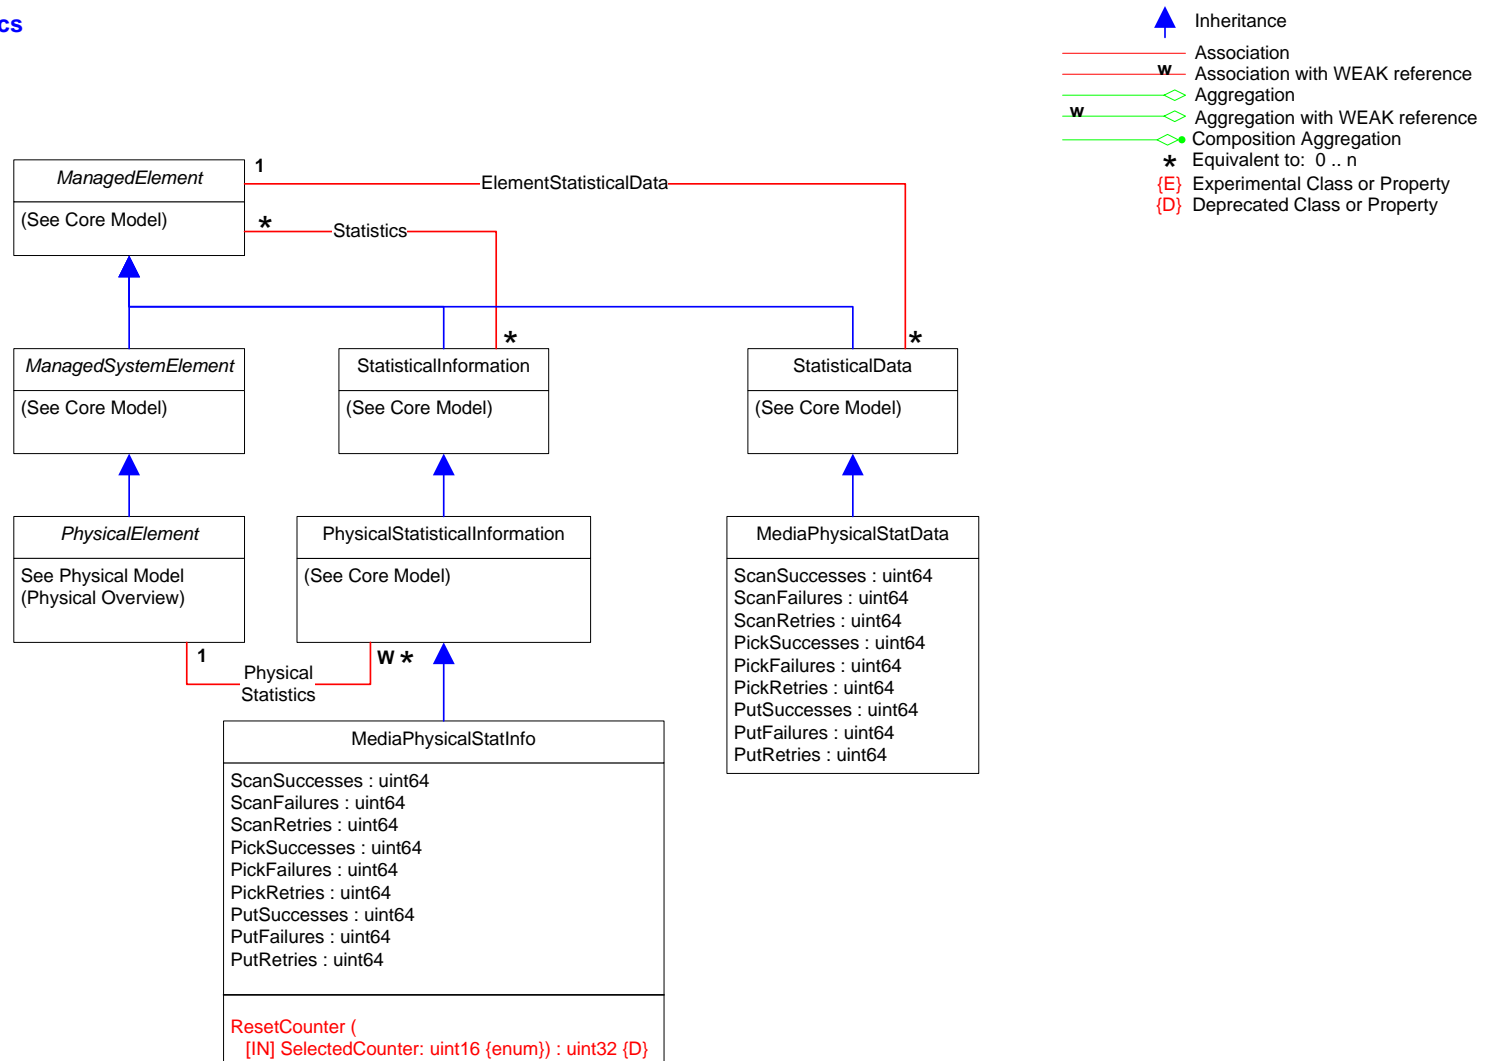 cs
Inheritance
Association
w
Association with WEAK reference
Aggregation
w
Aggregation with WEAK reference
Composition Aggregation
* Equivalent to: 0 .. n
{E} Experimental Class or Property
{D} Deprecated Class or Property
ManagedElement
(See Core Model)
1
ElementStatisticalData
*
Statistics
*
*
ManagedSystemElement
(See Core Model)
StatisticalInformation
(See Core Model)
StatisticalData
(See Core Model)
PhysicalElement
See Physical Model
(Physical Overview)
PhysicalStatisticalInformation
(See Core Model)
1
Physical
Statistics
w *
MediaPhysicalStatData
ScanSuccesses : uint64
ScanFailures : uint64
ScanRetries : uint64
PickSuccesses : uint64
PickFailures : uint64
PickRetries : uint64
PutSuccesses : uint64
PutFailures : uint64
PutRetries : uint64
MediaPhysicalStatInfo
ScanSuccesses : uint64
ScanFailures : uint64
ScanRetries : uint64
PickSuccesses : uint64
PickFailures : uint64
PickRetries : uint64
PutSuccesses : uint64
PutFailures : uint64
PutRetries : uint64
ResetCounter (
[IN] SelectedCounter: uint16 {enum}) : uint32 {D}